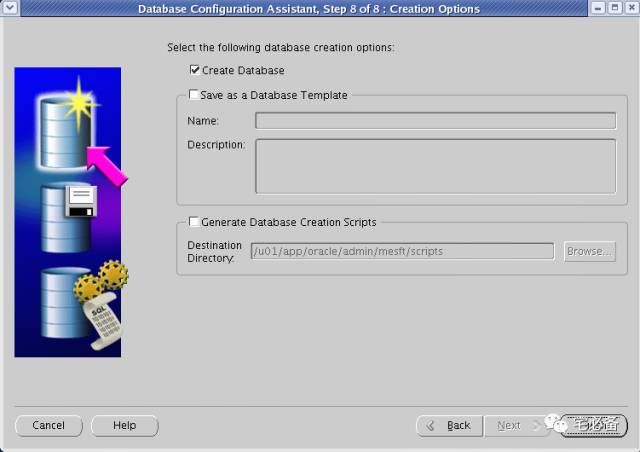 Database Configuration Assistant, Step 8 of 8 : Creation Options
Select the following database creation options:
Create Database
Save as a Database Template
Name:
Description:
Generate Database Creation Scripts
Destination Directory:
/u01/app/oracle/admin/mesft/scripts
Browse...
SQL
Cancel
Help
Back
Next
宅必备